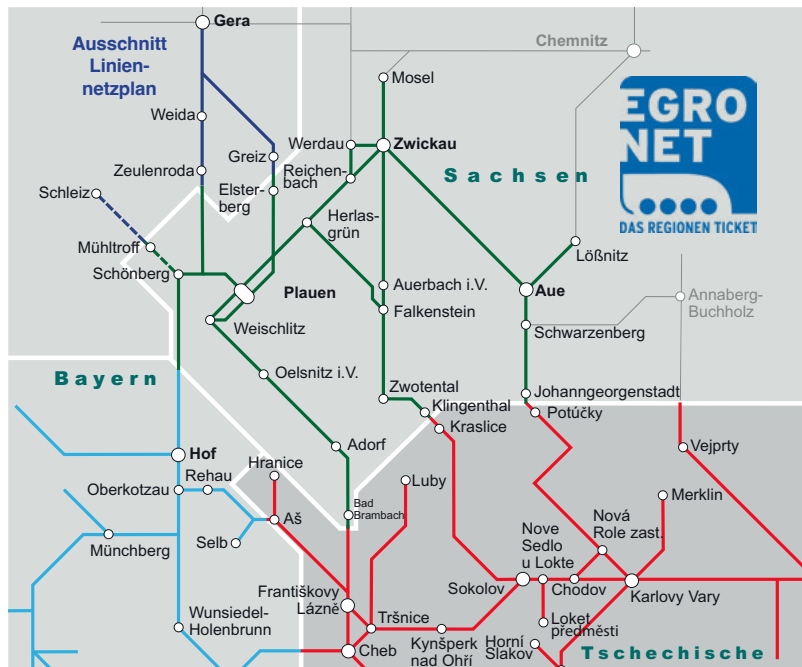 Gera
Ausschnitt
Linien-
netzplan
Chemnitz
Mosel
EGRO
NET
DAS REGIONEN TICKET
Weida
Werdau
Zwickau
Greiz
Reichen-
bach
Zeulenroda
Sachsen
Elster-
berg
Schleiz
Herlas-
grün
Mühltroff
Lößnitz
Schönberg
Auerbach i.V.
Plauen
Aue
Annaberg-
Buchholz
Falkenstein
Weischlitz
Schwarzenberg
Oelsnitz i.V.
Bayern
Zwotental
Johanngeorgenstadt
Klingenthal
Potúčky
Kraslice
Adorf
Vejprty
Hof
Hranice
Rehau
Luby
Oberkotzau
Merklin
Bad
Brambach
Aš
Nove
Sedlo
u Lokte
Nová
Role zast.
Münchberg
Selb
Františkovy
Lázně
Sokolov
Chodov
Karlovy Vary
Wunsiedel-
Holenbrunn
Tršnice
Loket
předměsti
Kynšperk
nad Ohří
Horní
Slakov
Cheb
Tschechische